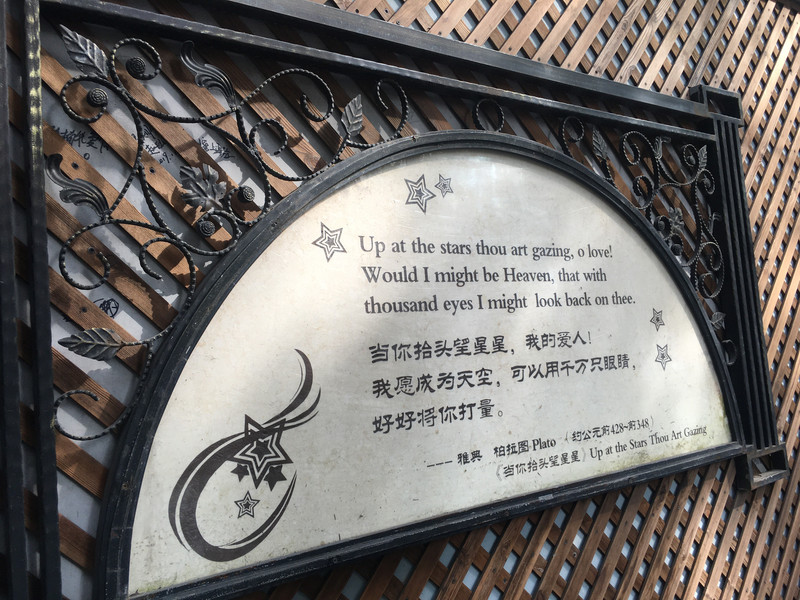 Up at the stars thou art gazing, o love!
Would I might be Heaven, that with
thousand eyes I might look back on thee.
当你抬头望星星，我的爱人！
我愿成为天空，可以用千万只眼睛，
好好将你打量。
--- 雅典 柏拉图 Plato （约公元前428~前348）
《当你抬头望星星》Up at the Stars Thou Art Gazing